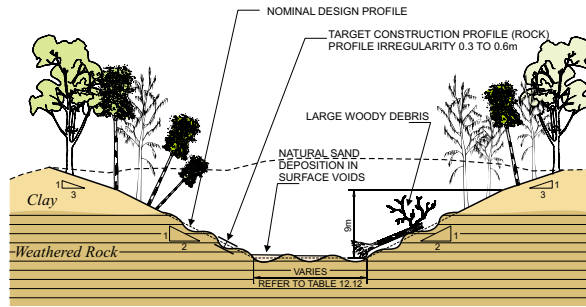 NOMINAL DESIGN PROFILE
TARGET CONSTRUCTION PROFILE (ROCK)
PROFILE IRREGULARITY 0.3 TO 0.6m
LARGE WOODY DEBRIS
NATURAL SAND
DEPOSITION IN
SURFACE VOIDS
1
3
1
3
Clay
9m
1
2
1
2
Weathered Rock
VARIES
REFER TO TABLE 12.12